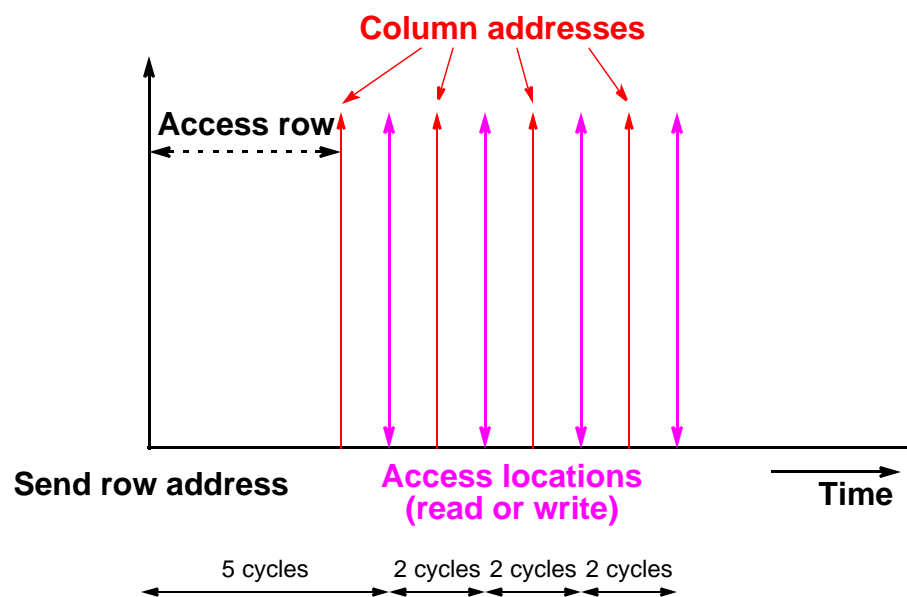 Column addresses
Access row
Send row address
Access locations
(read or write)
Time
5 cycles
2 cycles
2 cycles
2 cycles